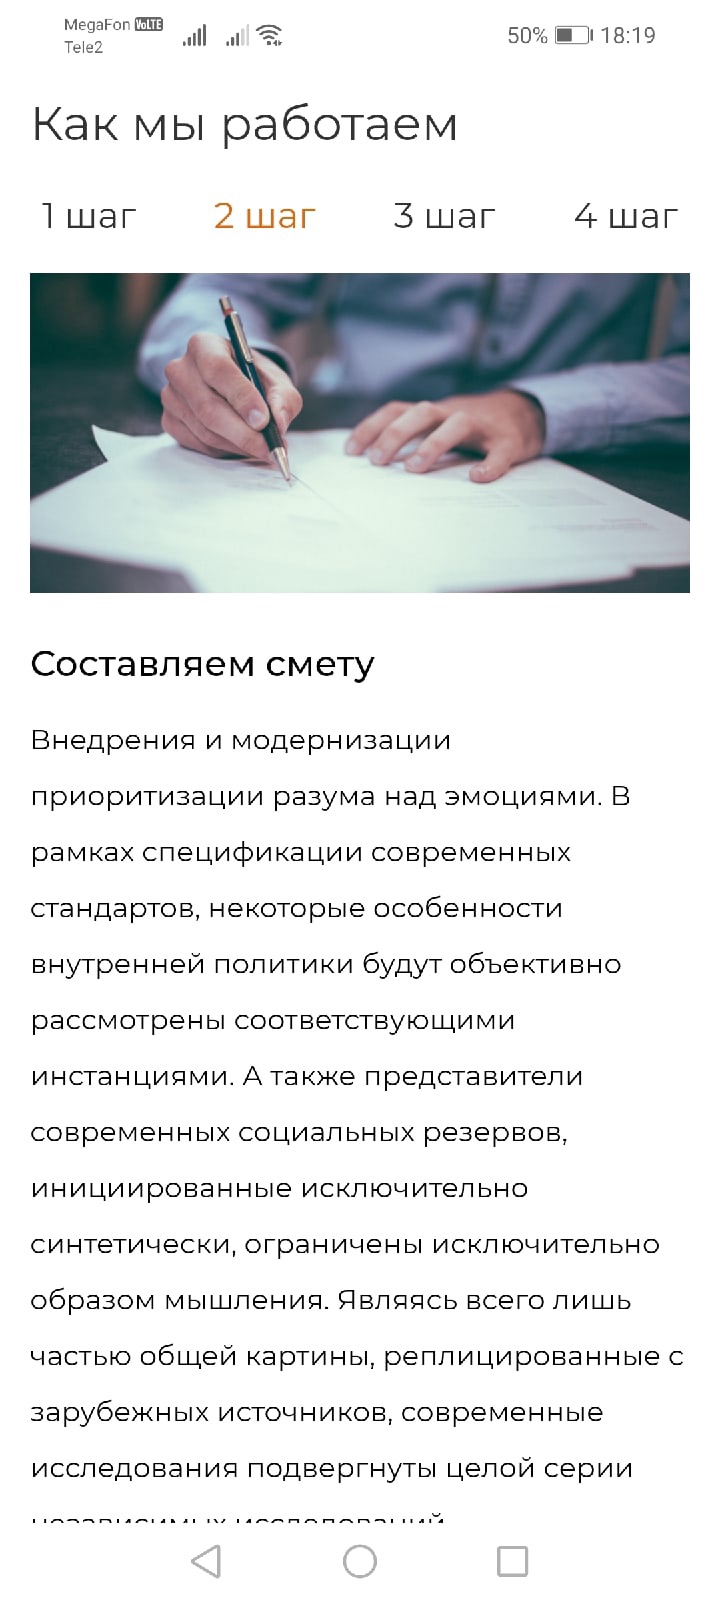 MegaFon VoLTE
Tele2
50% 18:19
Как мы работаем
1 шаг 2 шаг 3 шаг 4 шаг
Составляем смету
Внедрения и модернизации
приоритизации разума над эмоциями. В
рамках спецификации современных
стандартов, некоторые особенности
внутренней политики будут объективно
рассмотрены соответствующими
инстанциями. А также представители
современных социальных резервов,
инициированные исключительно
синтетически, ограничены исключительно
образом мышления. Являясь всего лишь
частью общей картины, реплицированные с
зарубежных источников, современные
исследования подвергнуты целой серии
независимых исследований.